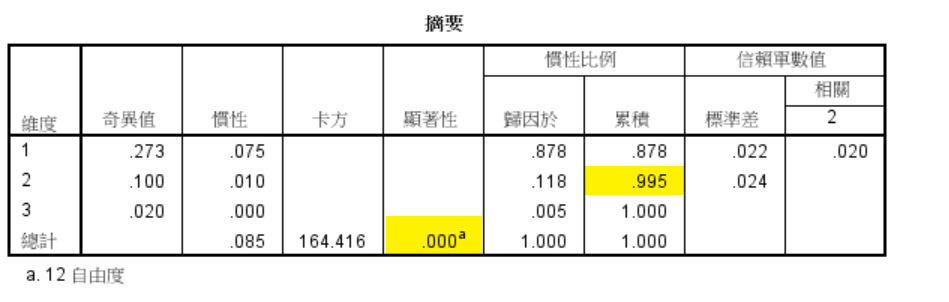 摘要
慣性比例 信賴單數值
相關
維度 奇異值 慣性 卡方 顯著性 歸因於 累積 標準差 2
1 .273 .075 .878 .878 .022 .020
2 .100 .010 .118 .995 .024
3 .020 .000 .005 1.000
總計 .085 164.416 .000a 1.000 1.000
a. 12 自由度